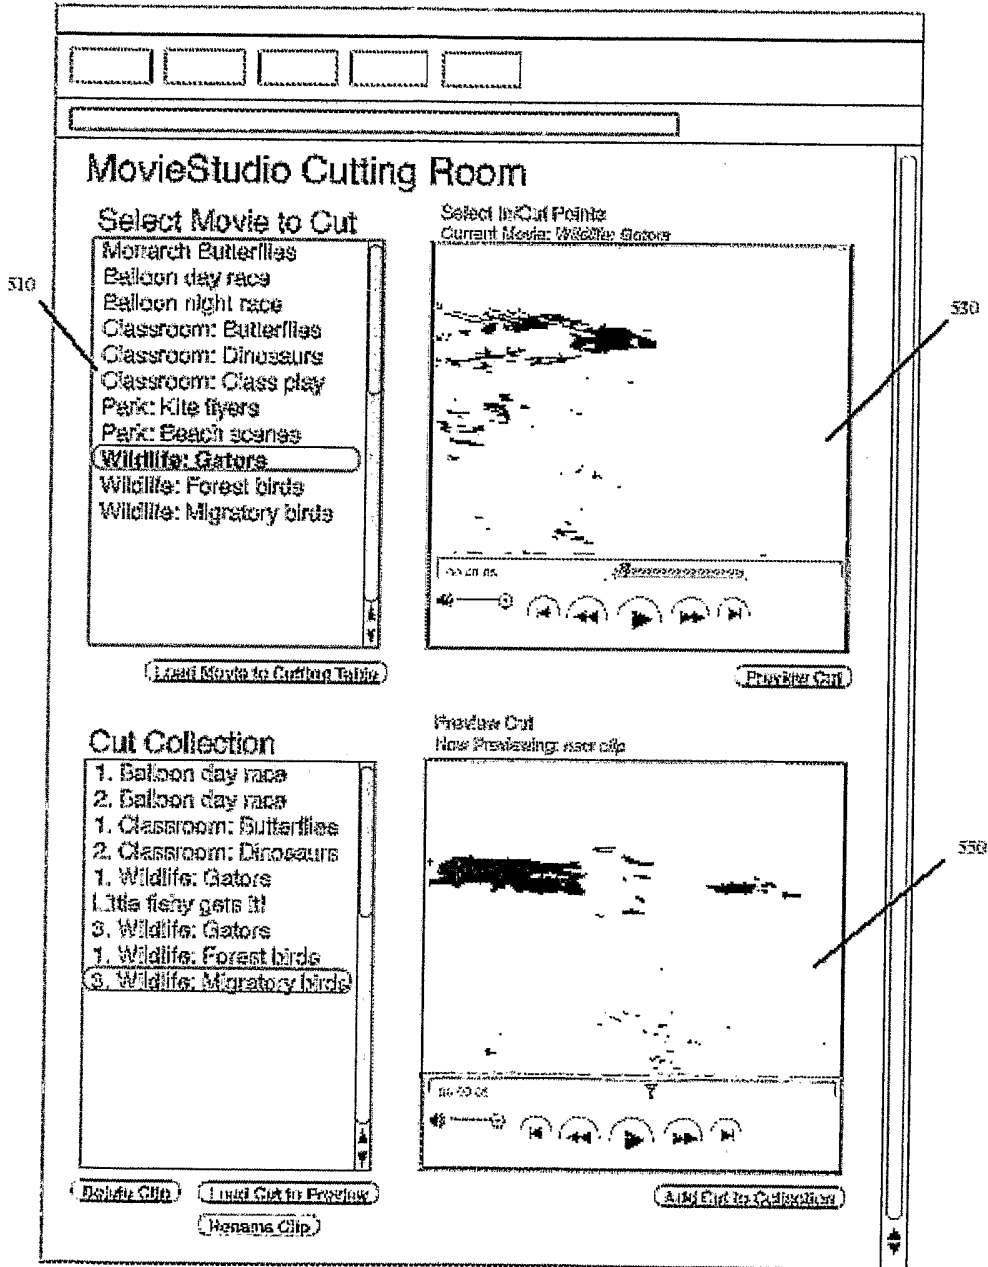 MovieStudio Cutting Room
Select Movie to Cut
Monarch Butterflies
Balloon day race
Balloon night race
Classroom: Butterflies
Classroom: Dinosaurs
Classroom: Class play
Park: Kite flyers
Park: Beach scenes
Wildlife: Gators
Wildlife: Forest birds
Wildlife: Migratory birds
Load Movie to Cutting Table
510
Select In/Out Points
Current Movie: Wildlife: Gators
Preview Cut
530
Cut Collection
1. Balloon day race
2. Balloon day race
1. Classroom: Butterflies
2. Classroom: Dinosaurs
1. Wildlife: Gators
Little fishy gets it!
3. Wildlife: Gators
1. Wildlife: Forest birds
3. Wildlife: Migratory birds
Delete Clip
Load Cut to Preview
Rename Clip
Preview Cut
Now Previewing: new clip
Add Cut to Collection
550